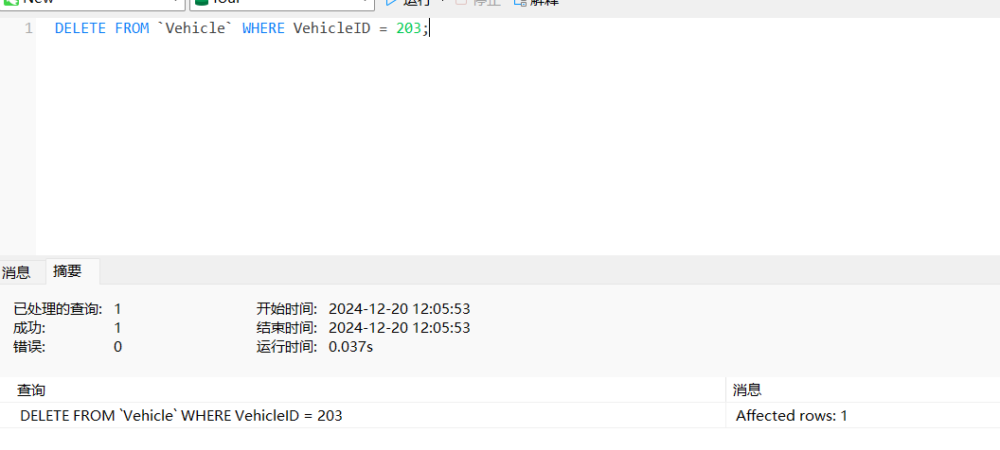 New Tour 运行 停止 解释
1 DELETE FROM `Vehicle` WHERE VehicleID = 203;
消息 摘要
已处理的查询: 1 开始时间: 2024-12-20 12:05:53
成功: 1 结束时间: 2024-12-20 12:05:53
错误: 0 运行时间: 0.037s
查询 消息
DELETE FROM `Vehicle` WHERE VehicleID = 203 Affected rows: 1